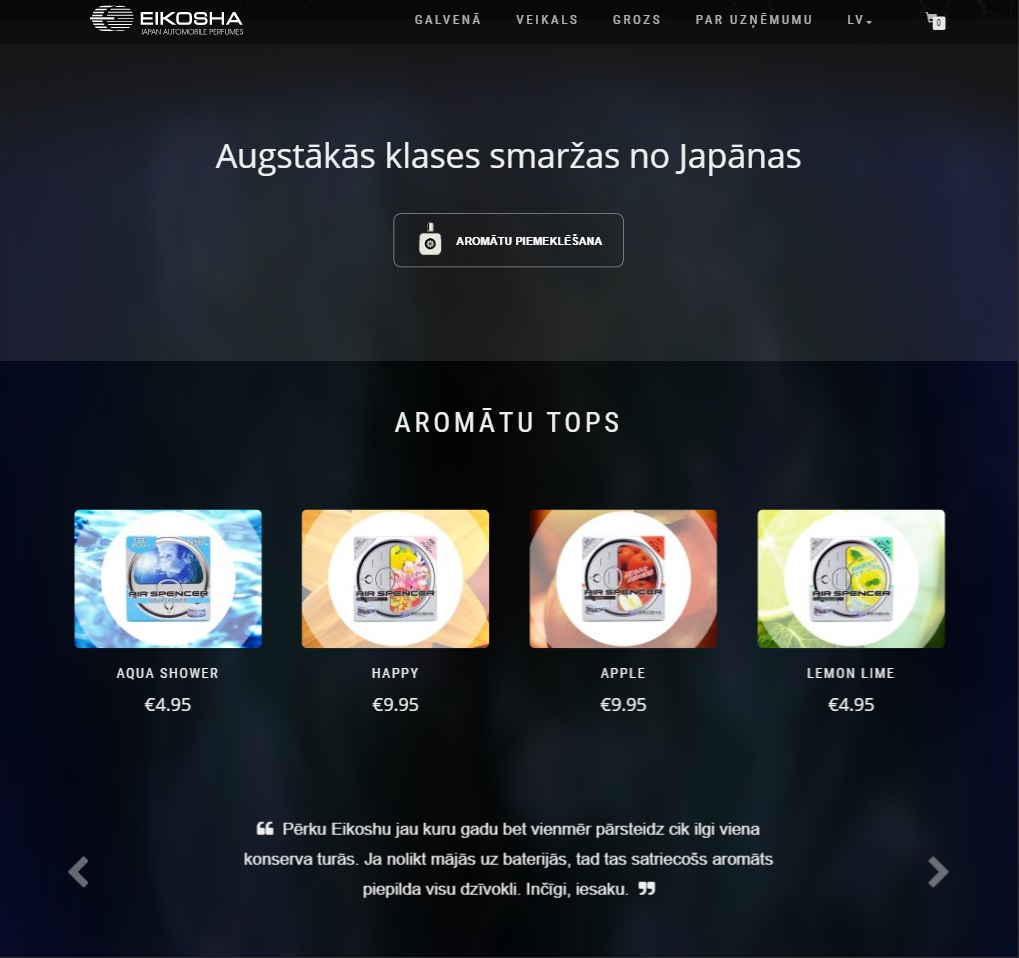 EIKOSHA
JAPAN AUTOMOBILE PERFUMES
GALVENĀ VEIKALS GROZS PAR UZŅĒMUMU LV 0
Augstākās klases smaržas no Japānas
AROMĀTU PIEMEKLĒŠANA
AROMĀTU TOPS
AIR SPENCER AIR SPENCER AIR SPENCER AIR SPENCER
AQUA SHOWER HAPPY APPLE LEMON LIME
€4.95 €9.95 €9.95 €4.95
❝ Pērku Eikoshu jau kuru gadu bet vienmēr pārsteidz cik ilgi viena
konserva turās. Ja nolikt mājās uz baterijās, tad tas satriecošs aromāts
piepilda visu dzīvokli. Inčīgi, iesaku. ❞